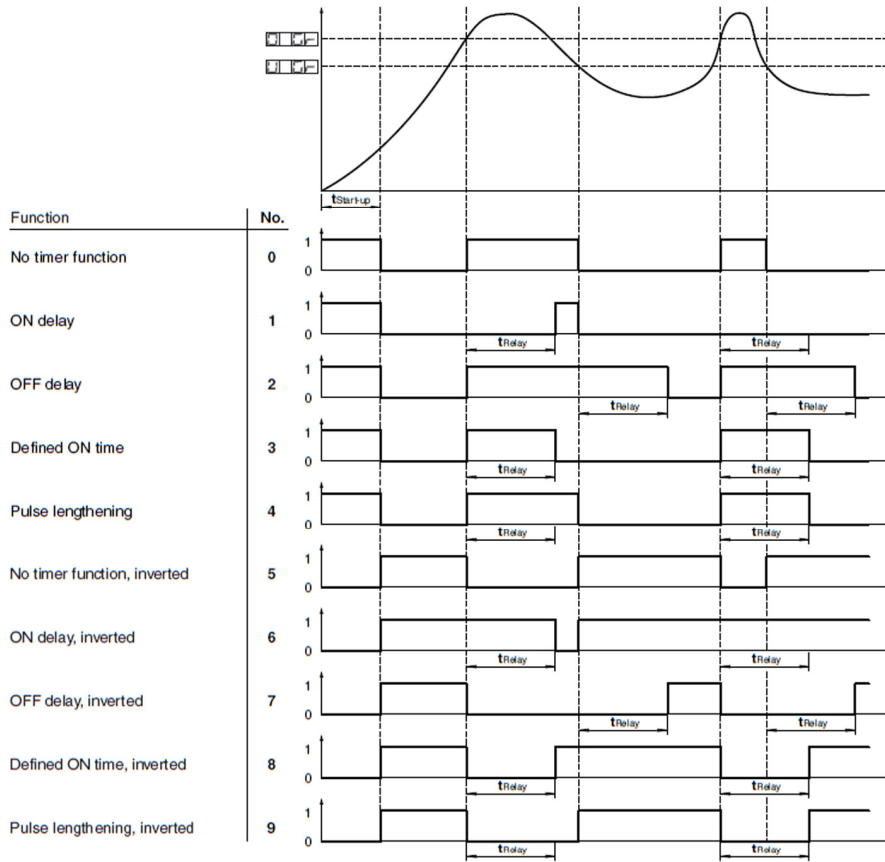 O Gr
U Gr
tStart-up
Function No.
No timer function 0 1 0
ON delay 1 1 0
tRelay tRelay
OFF delay 2 1 0
tRelay tRelay
Defined ON time 3 1 0
tRelay tRelay
Pulse lengthening 4 1 0
tRelay tRelay
No timer function, inverted 5 1 0
ON delay, inverted 6 1 0
tRelay tRelay
OFF delay, inverted 7 1 0
tRelay tRelay
Defined ON time, inverted 8 1 0
tRelay tRelay
Pulse lengthening, inverted 9 1 0
tRelay tRelay